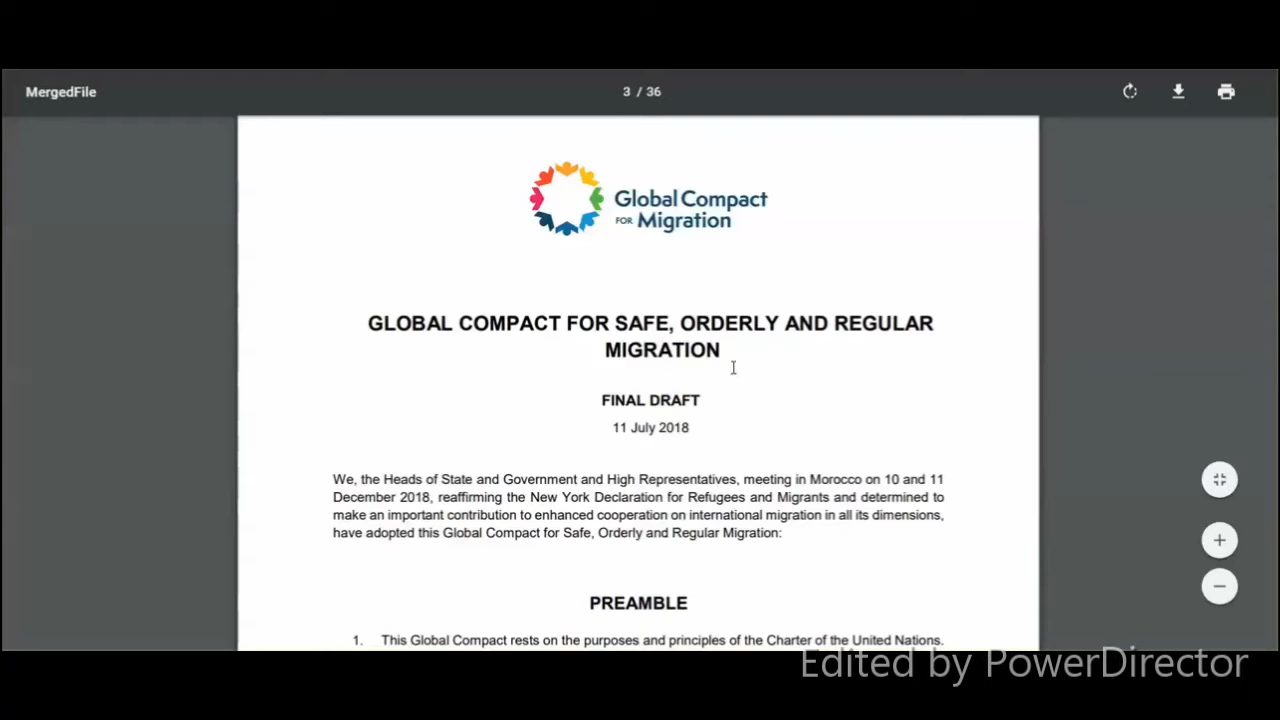 MergedFile
3 / 36
Global Compact
FOR Migration
GLOBAL COMPACT FOR SAFE, ORDERLY AND REGULAR
MIGRATION
FINAL DRAFT
11 July 2018
We, the Heads of State and Government and High Representatives, meeting in Morocco on 10 and 11
December 2018, reaffirming the New York Declaration for Refugees and Migrants and determined to
make an important contribution to enhanced cooperation on international migration in all its dimensions,
have adopted this Global Compact for Safe, Orderly and Regular Migration:
PREAMBLE
1. This Global Compact rests on the purposes and principles of the Charter of the United Nations.
Edited by PowerDirector